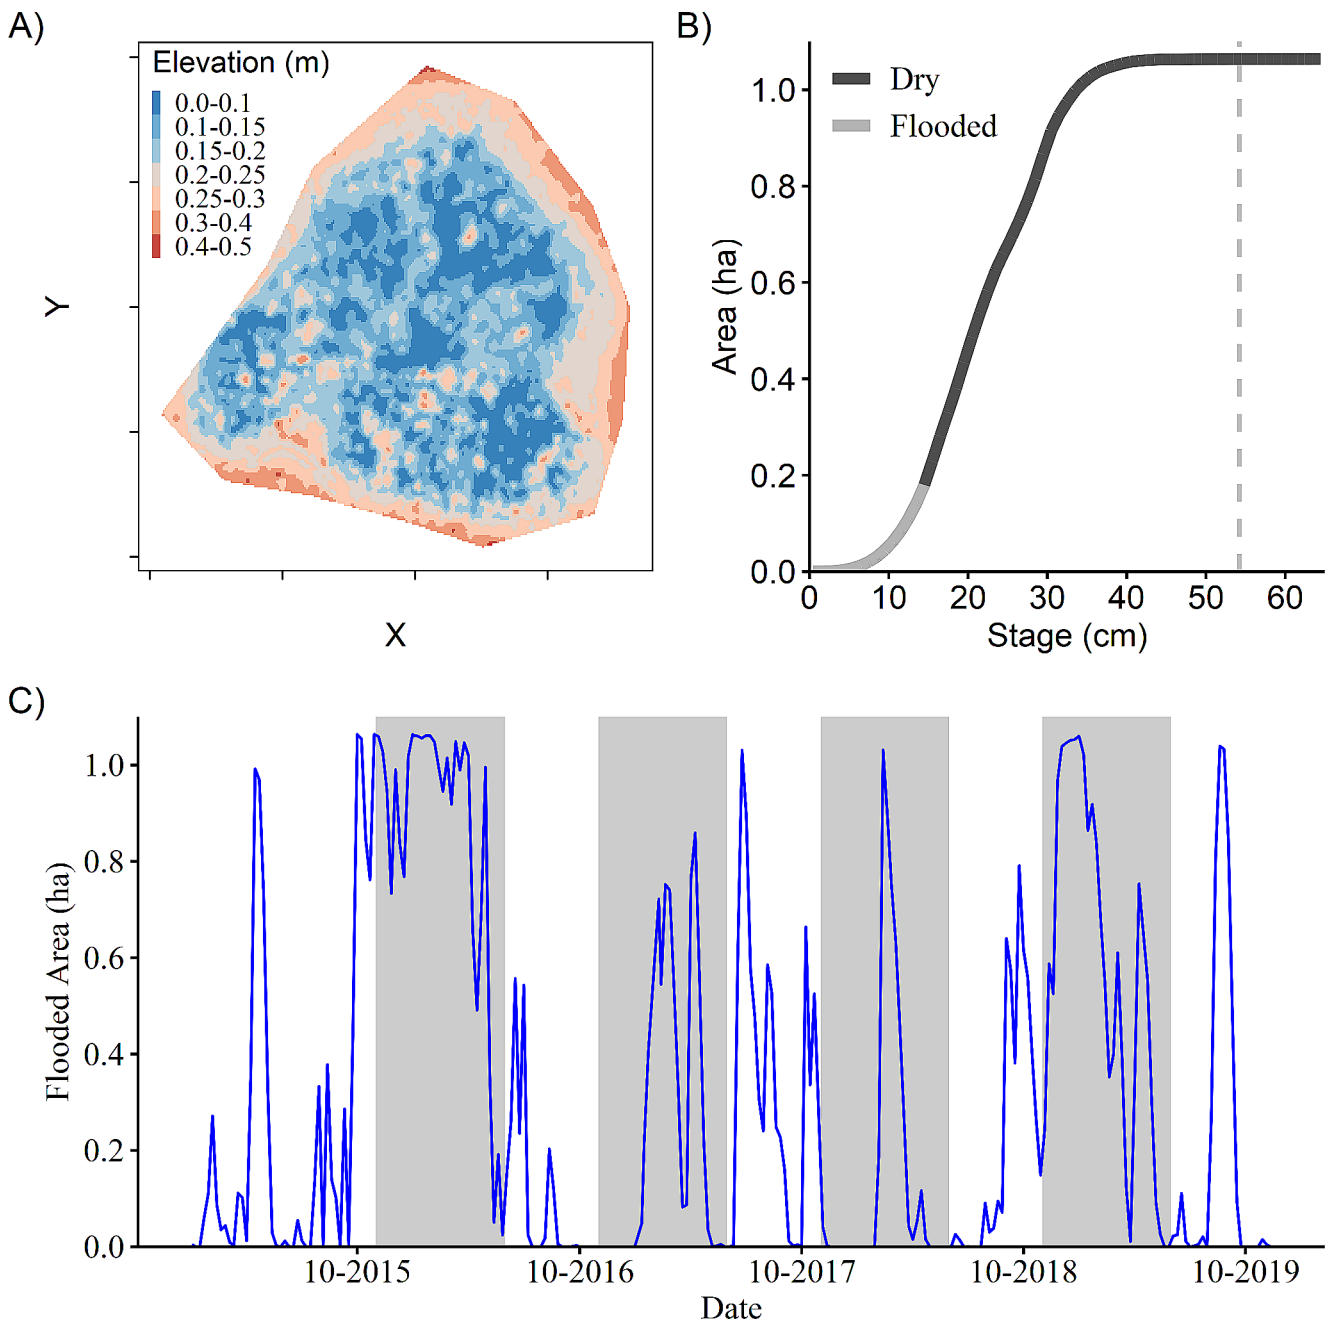 A)
Elevation (m)
0.0-0.1
0.1-0.15
0.15-0.2
0.2-0.25
0.25-0.3
0.3-0.4
0.4-0.5
Y
X
B)
Dry
Flooded
1.0
0.8
0.6
0.4
0.2
0.0
Area (ha)
0 10 20 30 40 50 60
Stage (cm)
C)
1.0
0.8
0.6
0.4
0.2
0.0
Flooded Area (ha)
10-2015 10-2016 10-2017 10-2018 10-2019
Date